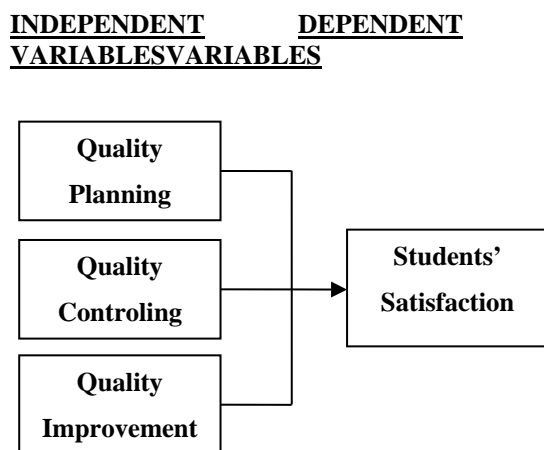 INDEPENDENT DEPENDENT
VARIABLESVARIABLES
Quality
Planning
Quality
Controling
Quality
Improvement
Students’
Satisfaction